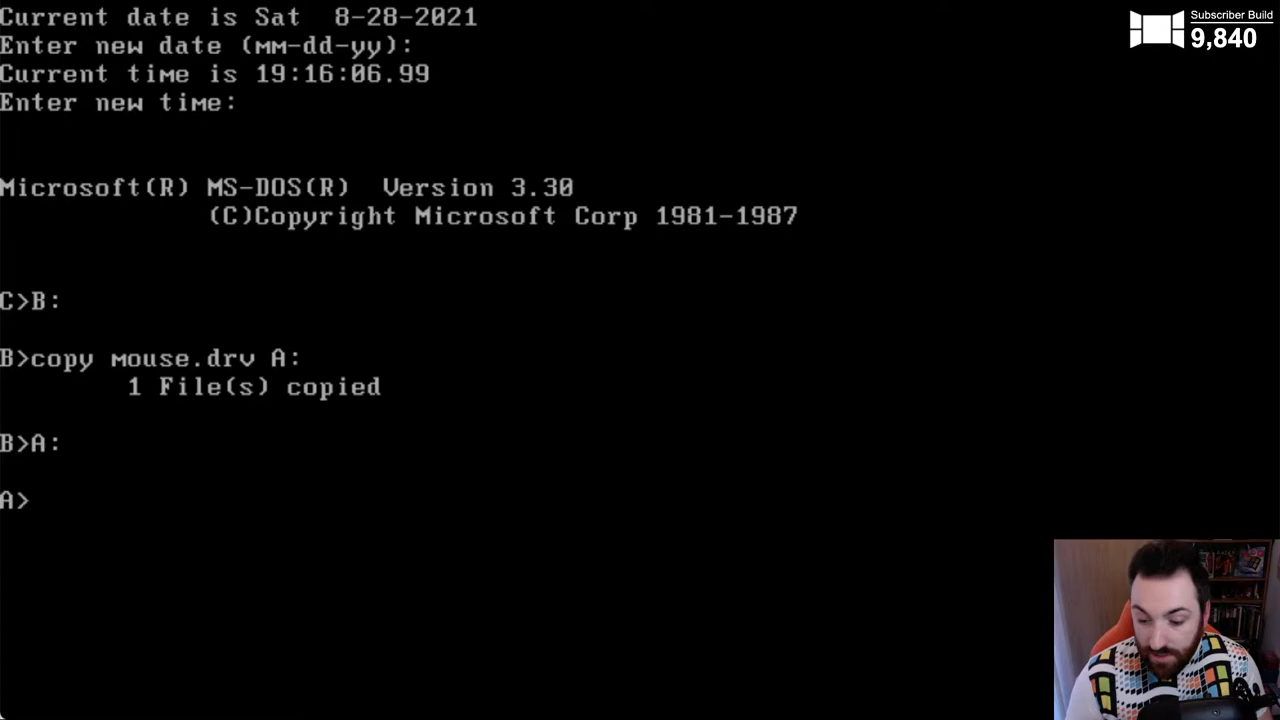 Current date is Sat  8-28-2021
Enter new date (mm-dd-yy):
Current time is 19:16:06.99
Enter new time:
Microsoft(R) MS-DOS(R)  Version 3.30
(C)Copyright Microsoft Corp 1981-1987
C>B:
B>copy mouse.drv A:
1 File(s) copied
B>A:
A>
Subscriber Build
9,840